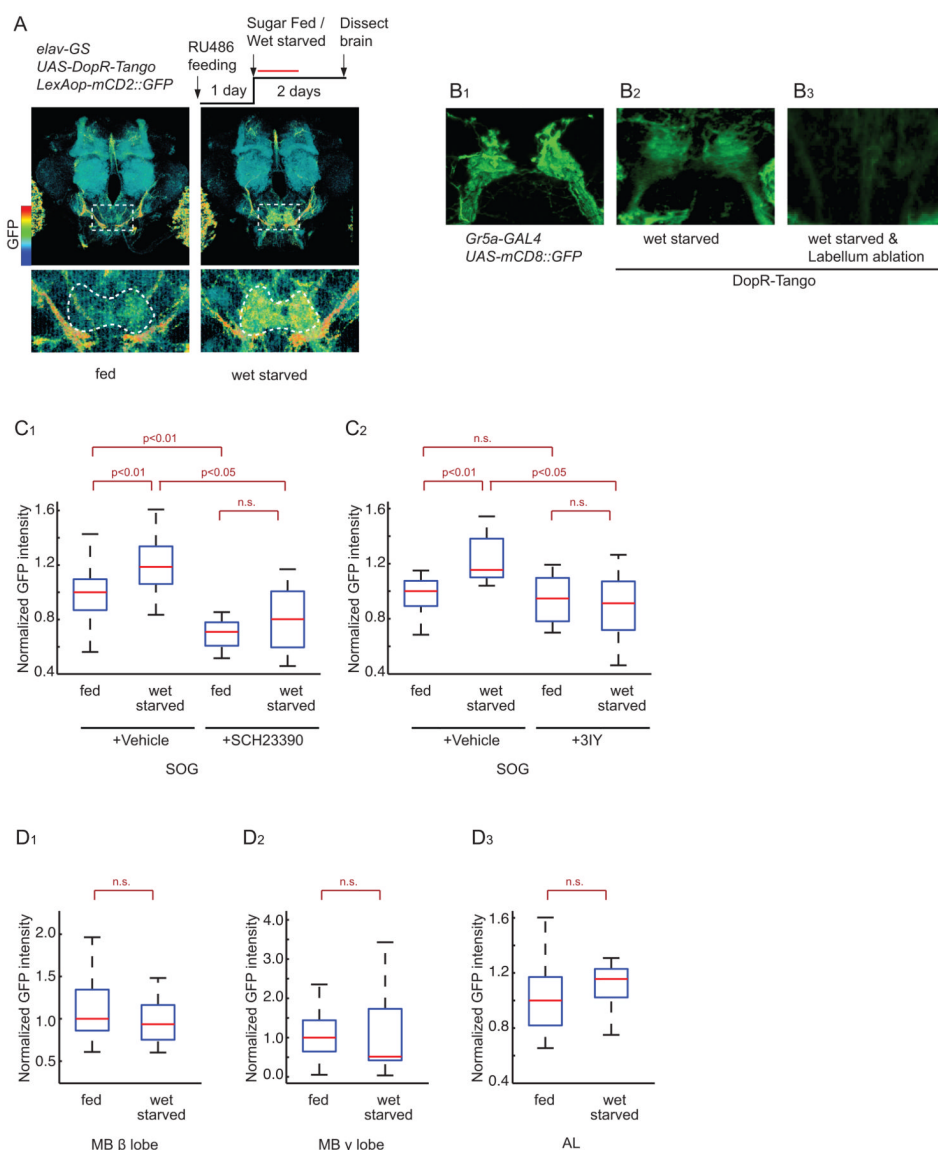 A
elav-GS
UAS-DopR-Tango
LexAop-mCD2::GFP
RU486
feeding
Sugar Fed /
Wet starved
Dissect
brain
1 day
2 days
GFP
fed
wet starved
B1
B2
B3
Gr5a-GAL4
UAS-mCD8::GFP
wet starved
wet starved &
Labellum ablation
DopR-Tango
C1
p<0.01
p<0.01
p<0.05
n.s.
Normalized GFP intensity
1.6
1.2
0.8
0.4
fed
wet
starved
fed
wet
starved
+Vehicle
+SCH23390
SOG
C2
n.s.
p<0.01
p<0.05
n.s.
Normalized GFP intensity
1.6
1.2
0.8
0.4
fed
wet
starved
fed
wet
starved
+Vehicle
+3IY
SOG
D1
n.s.
Normalized GFP intensity
2.0
1.5
1.0
0.5
fed
wet
starved
MB β lobe
D2
n.s.
Normalized GFP intensity
4.0
3.0
2.0
1.0
0.0
fed
wet
starved
MB γ lobe
D3
n.s.
Normalized GFP intensity
1.6
1.2
0.8
0.4
fed
wet
starved
AL